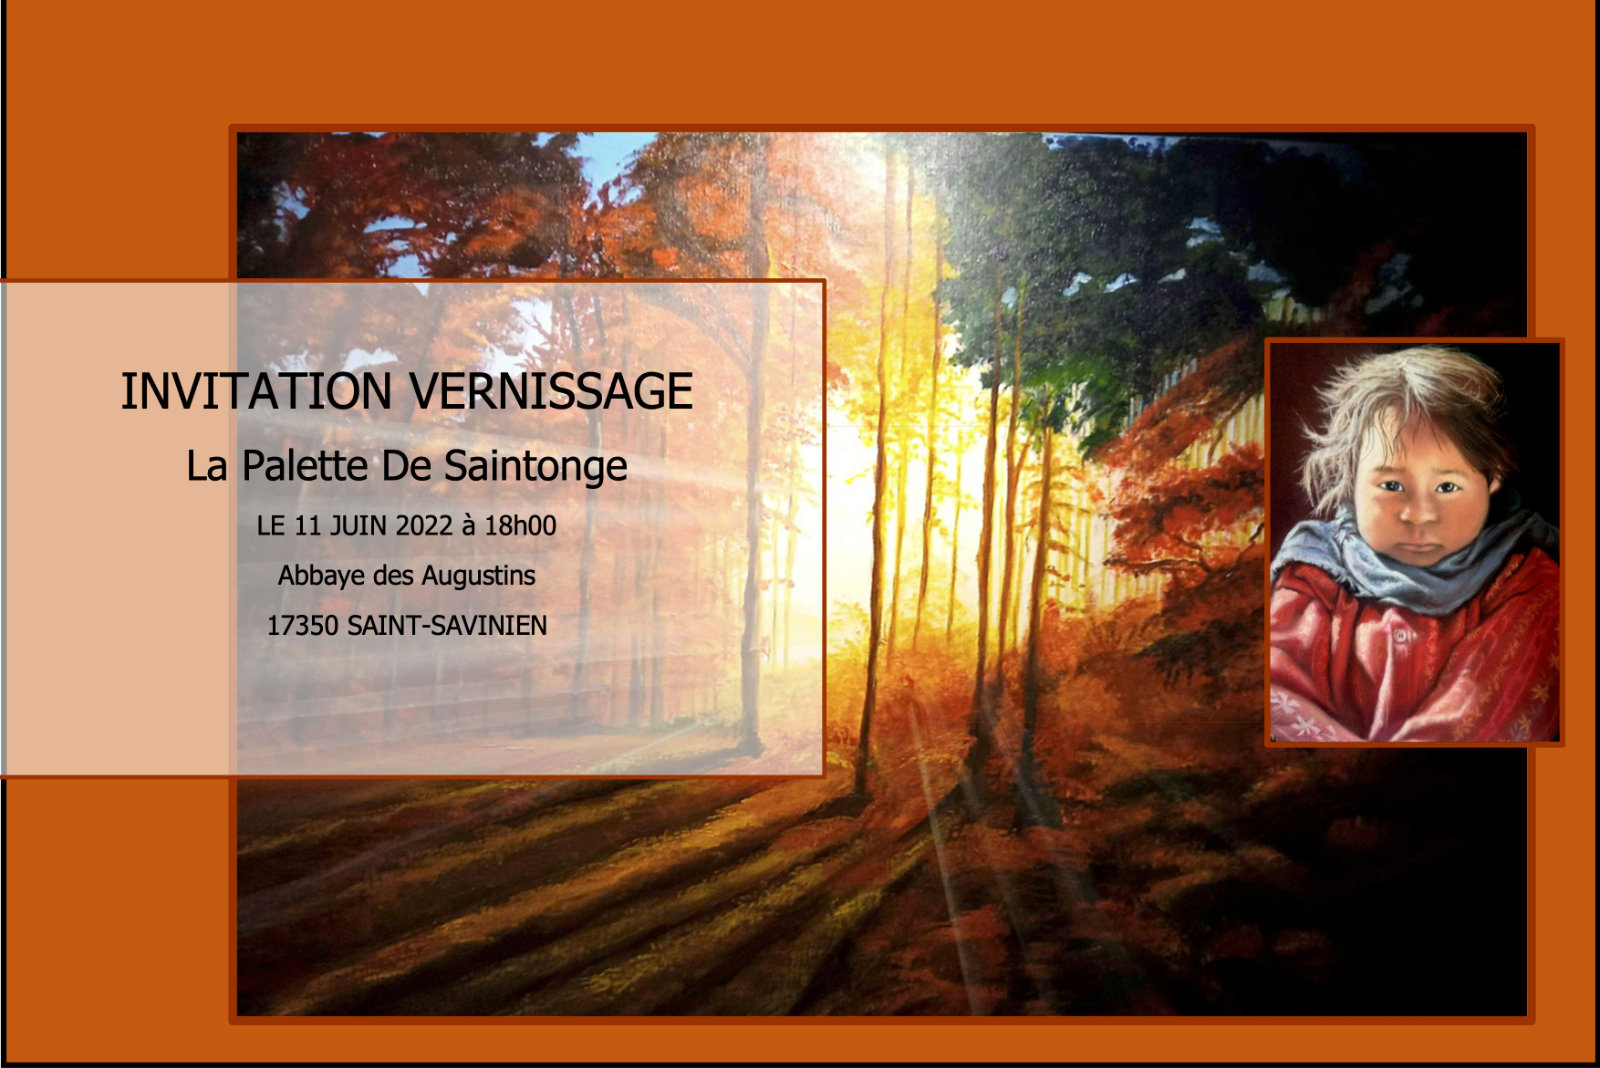 INVITATION VERNISSAGE
La Palette De Saintonge
LE 11 JUIN 2022 à 18h00
Abbaye des Augustins
17350 SAINT-SAVINIEN